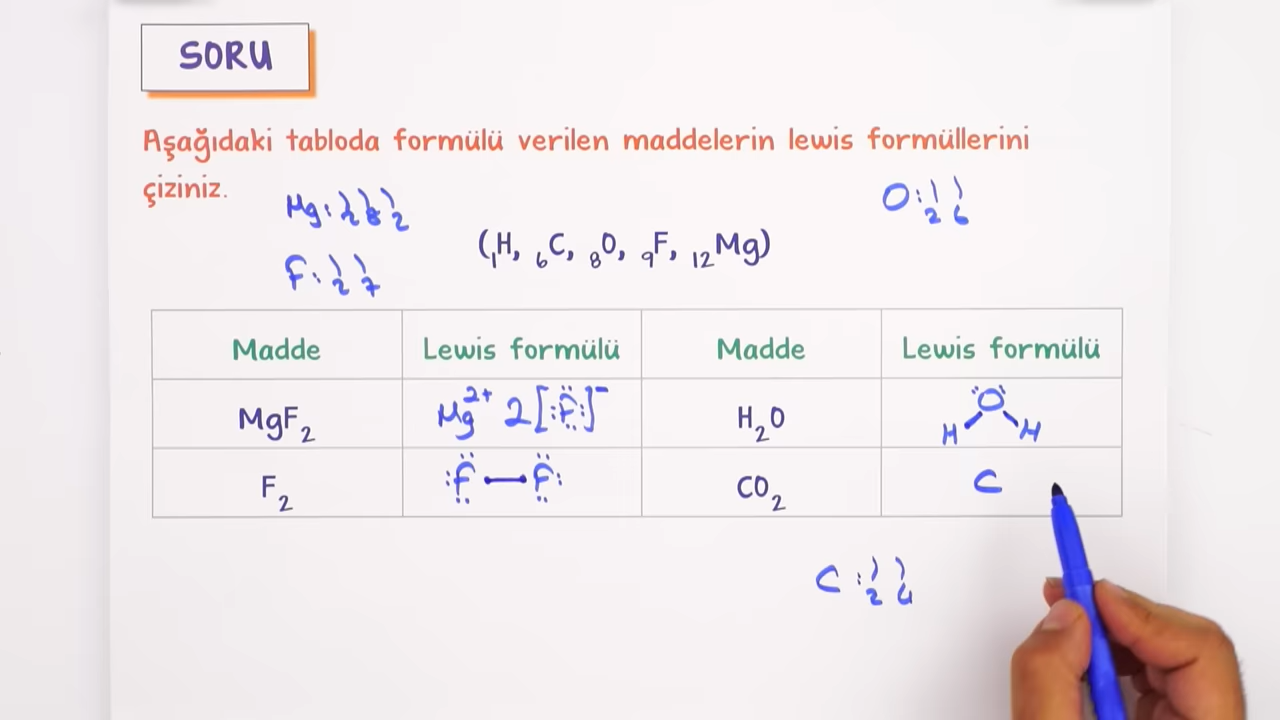 SORU
Aşağıdaki tabloda formülü verilen maddelerin lewis formüllerini
çiziniz.
Mg: 2 8 2
O: 2 6
(₁H, ₆C, ₈O, ₉F, ₁₂Mg)
F: 2 7
Madde Lewis formülü Madde Lewis formülü
MgF₂ Mg²⁺ 2[:F:]⁻ H₂O O H H
F₂ F—F CO₂ C
C: 2 4